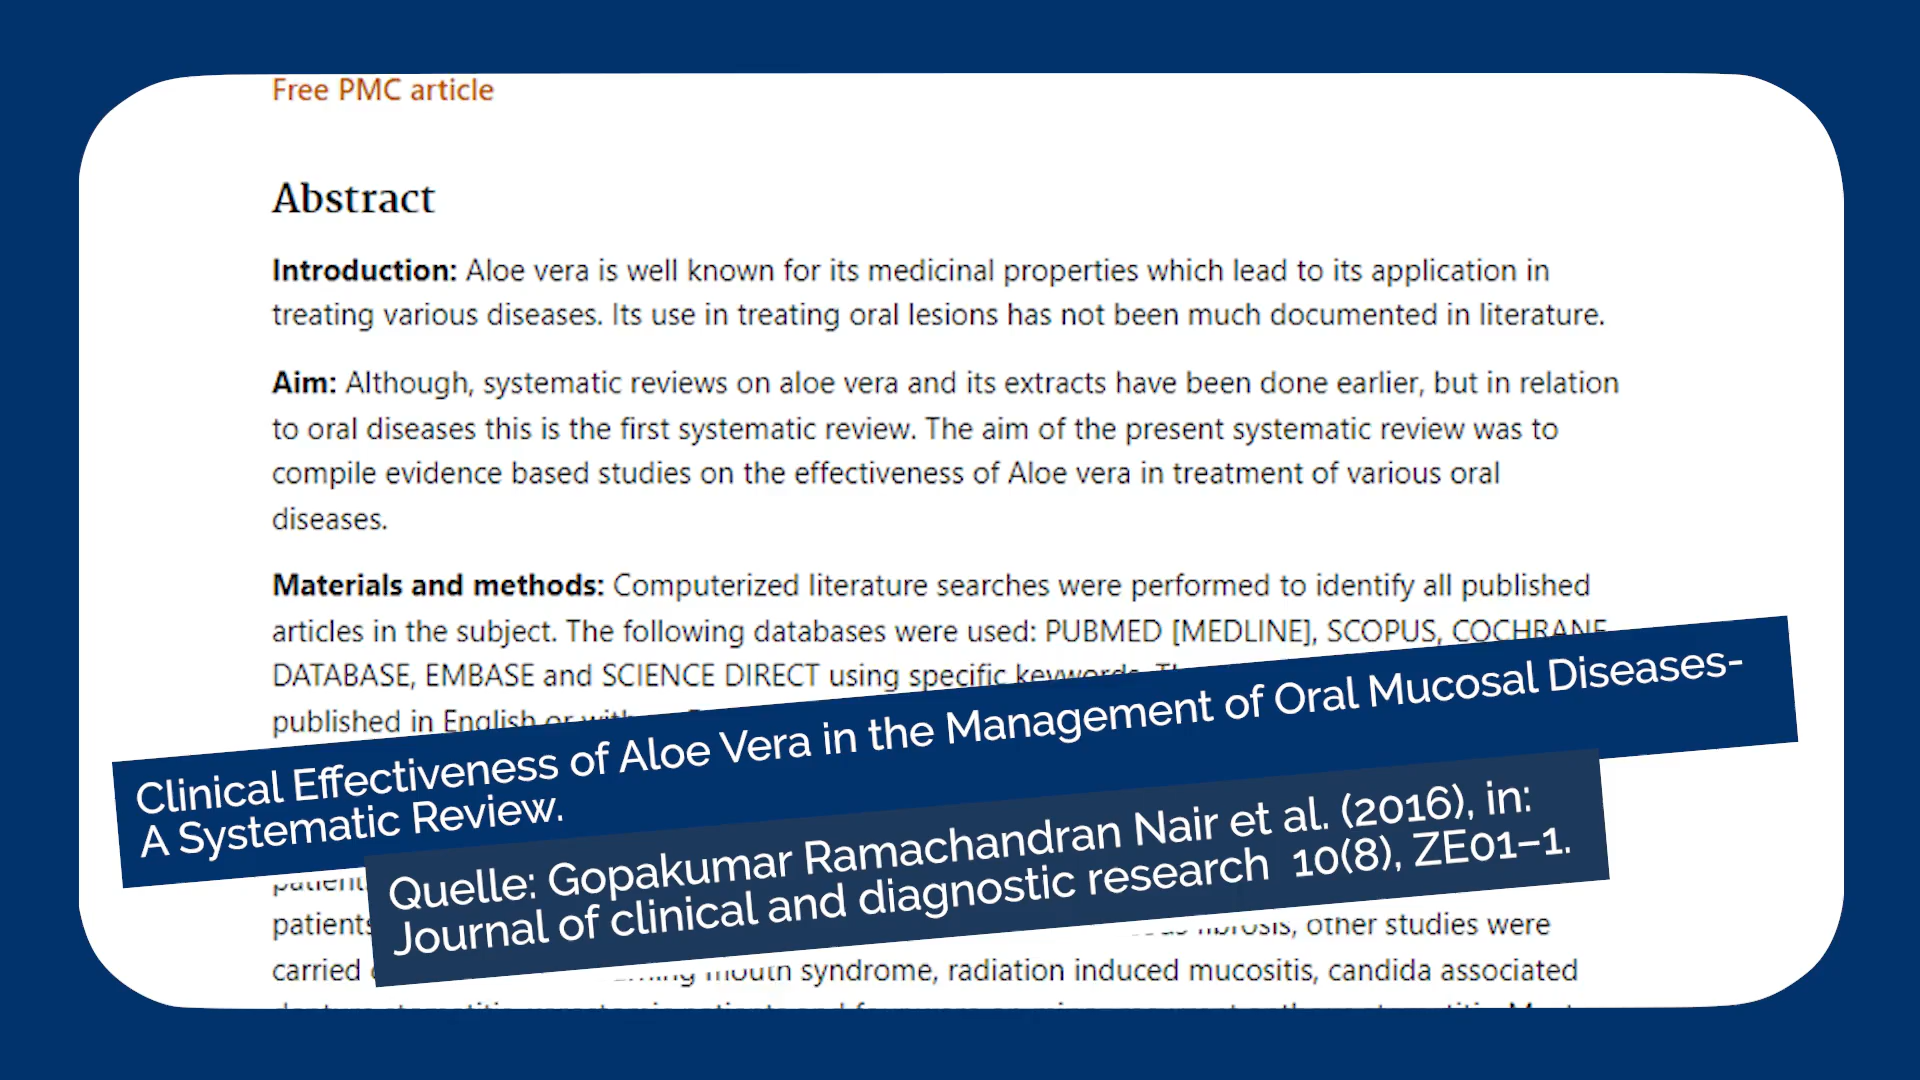 Free PMC article
Abstract
Introduction: Aloe vera is well known for its medicinal properties which lead to its application in
treating various diseases. Its use in treating oral lesions has not been much documented in literature.
Aim: Although, systematic reviews on aloe vera and its extracts have been done earlier, but in relation
to oral diseases this is the first systematic review. The aim of the present systematic review was to
compile evidence based studies on the effectiveness of Aloe vera in treatment of various oral
diseases.
Materials and methods: Computerized literature searches were performed to identify all published
articles in the subject. The following databases were used: PUBMED [MEDLINE], SCOPUS, COCHRANE
DATABASE, EMBASE and SCIENCE DIRECT using specific keywords.
published in English or
Clinical Effectiveness of Aloe Vera in the Management of Oral Mucosal Diseases-
A Systematic Review.
Quelle: Gopakumar Ramachandran Nair et al. (2016), in:
Journal of clinical and diagnostic research 10(8), ZE01–1.
patients
fibrosis, other studies were
carried mouth syndrome, radiation induced mucositis, candida associated